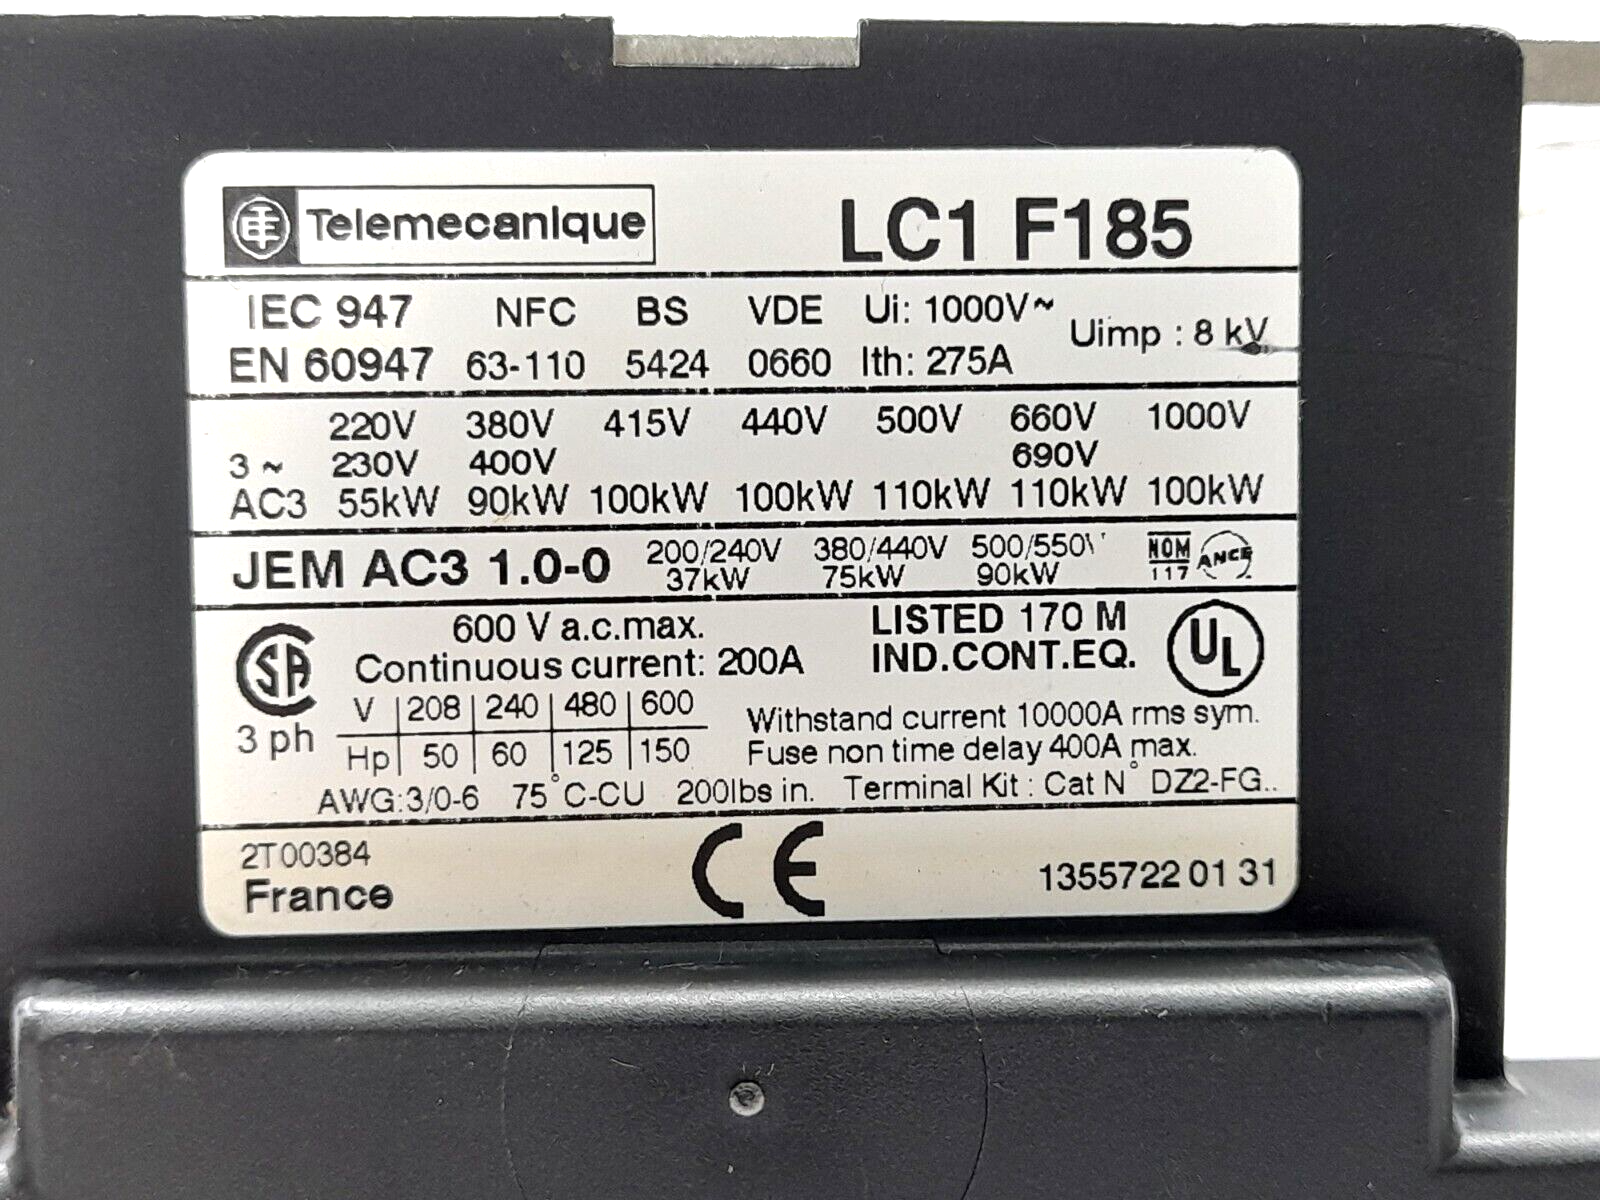 Telemecanique LC1 F185
IEC 947 NFC BS VDE Ui: 1000V~ Uimp : 8 kV
EN 60947 63-110 5424 0660 Ith: 275A
220V 380V 415V 440V 500V 660V 1000V
3 ~ 230V 400V 690V
AC3 55kW 90kW 100kW 100kW 110kW 110kW 100kW
JEM AC3 1.0-0 200/240V 380/440V 500/550V NOM ANCE
37kW 75kW 90kW 117
600 V a.c.max. LISTED 170 M
SA Continuous current: 200A IND.CONT.EQ. UL
V 208 240 480 600 Withstand current 10000A rms sym.
3 ph Hp 50 60 125 150 Fuse non time delay 400A max.
AWG:3/0-6 75°C-CU 200lbs in. Terminal Kit : Cat N° DZ2-FG..
2T00384
France CE 1355722 01 31